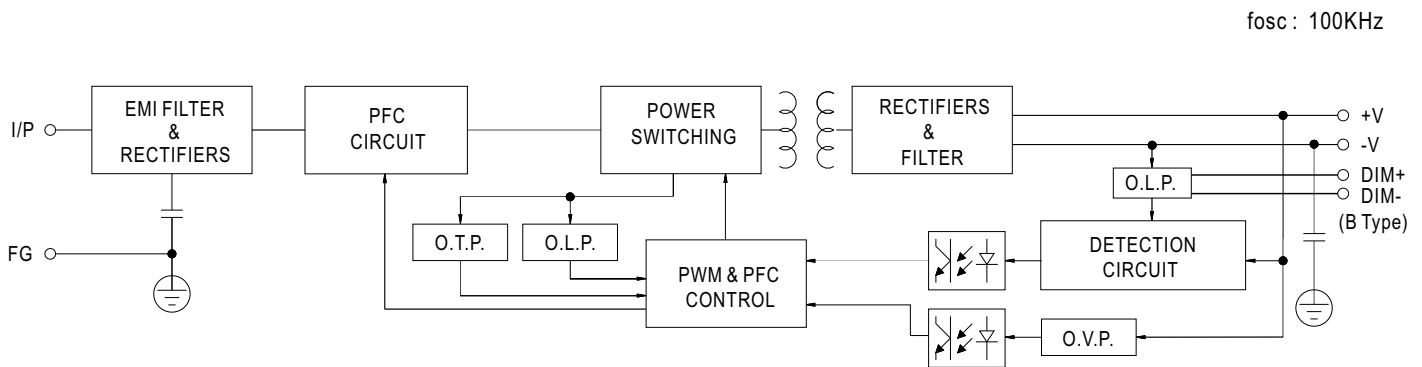 fosc : 100KHz
I/P
EMI FILTER
&
RECTIFIERS
PFC
CIRCUIT
POWER
SWITCHING
RECTIFIERS
&
FILTER
+V
-V
DIM+
DIM-
(B Type)
O.L.P.
FG
O.T.P.
O.L.P.
PWM & PFC
CONTROL
DETECTION
CIRCUIT
O.V.P.